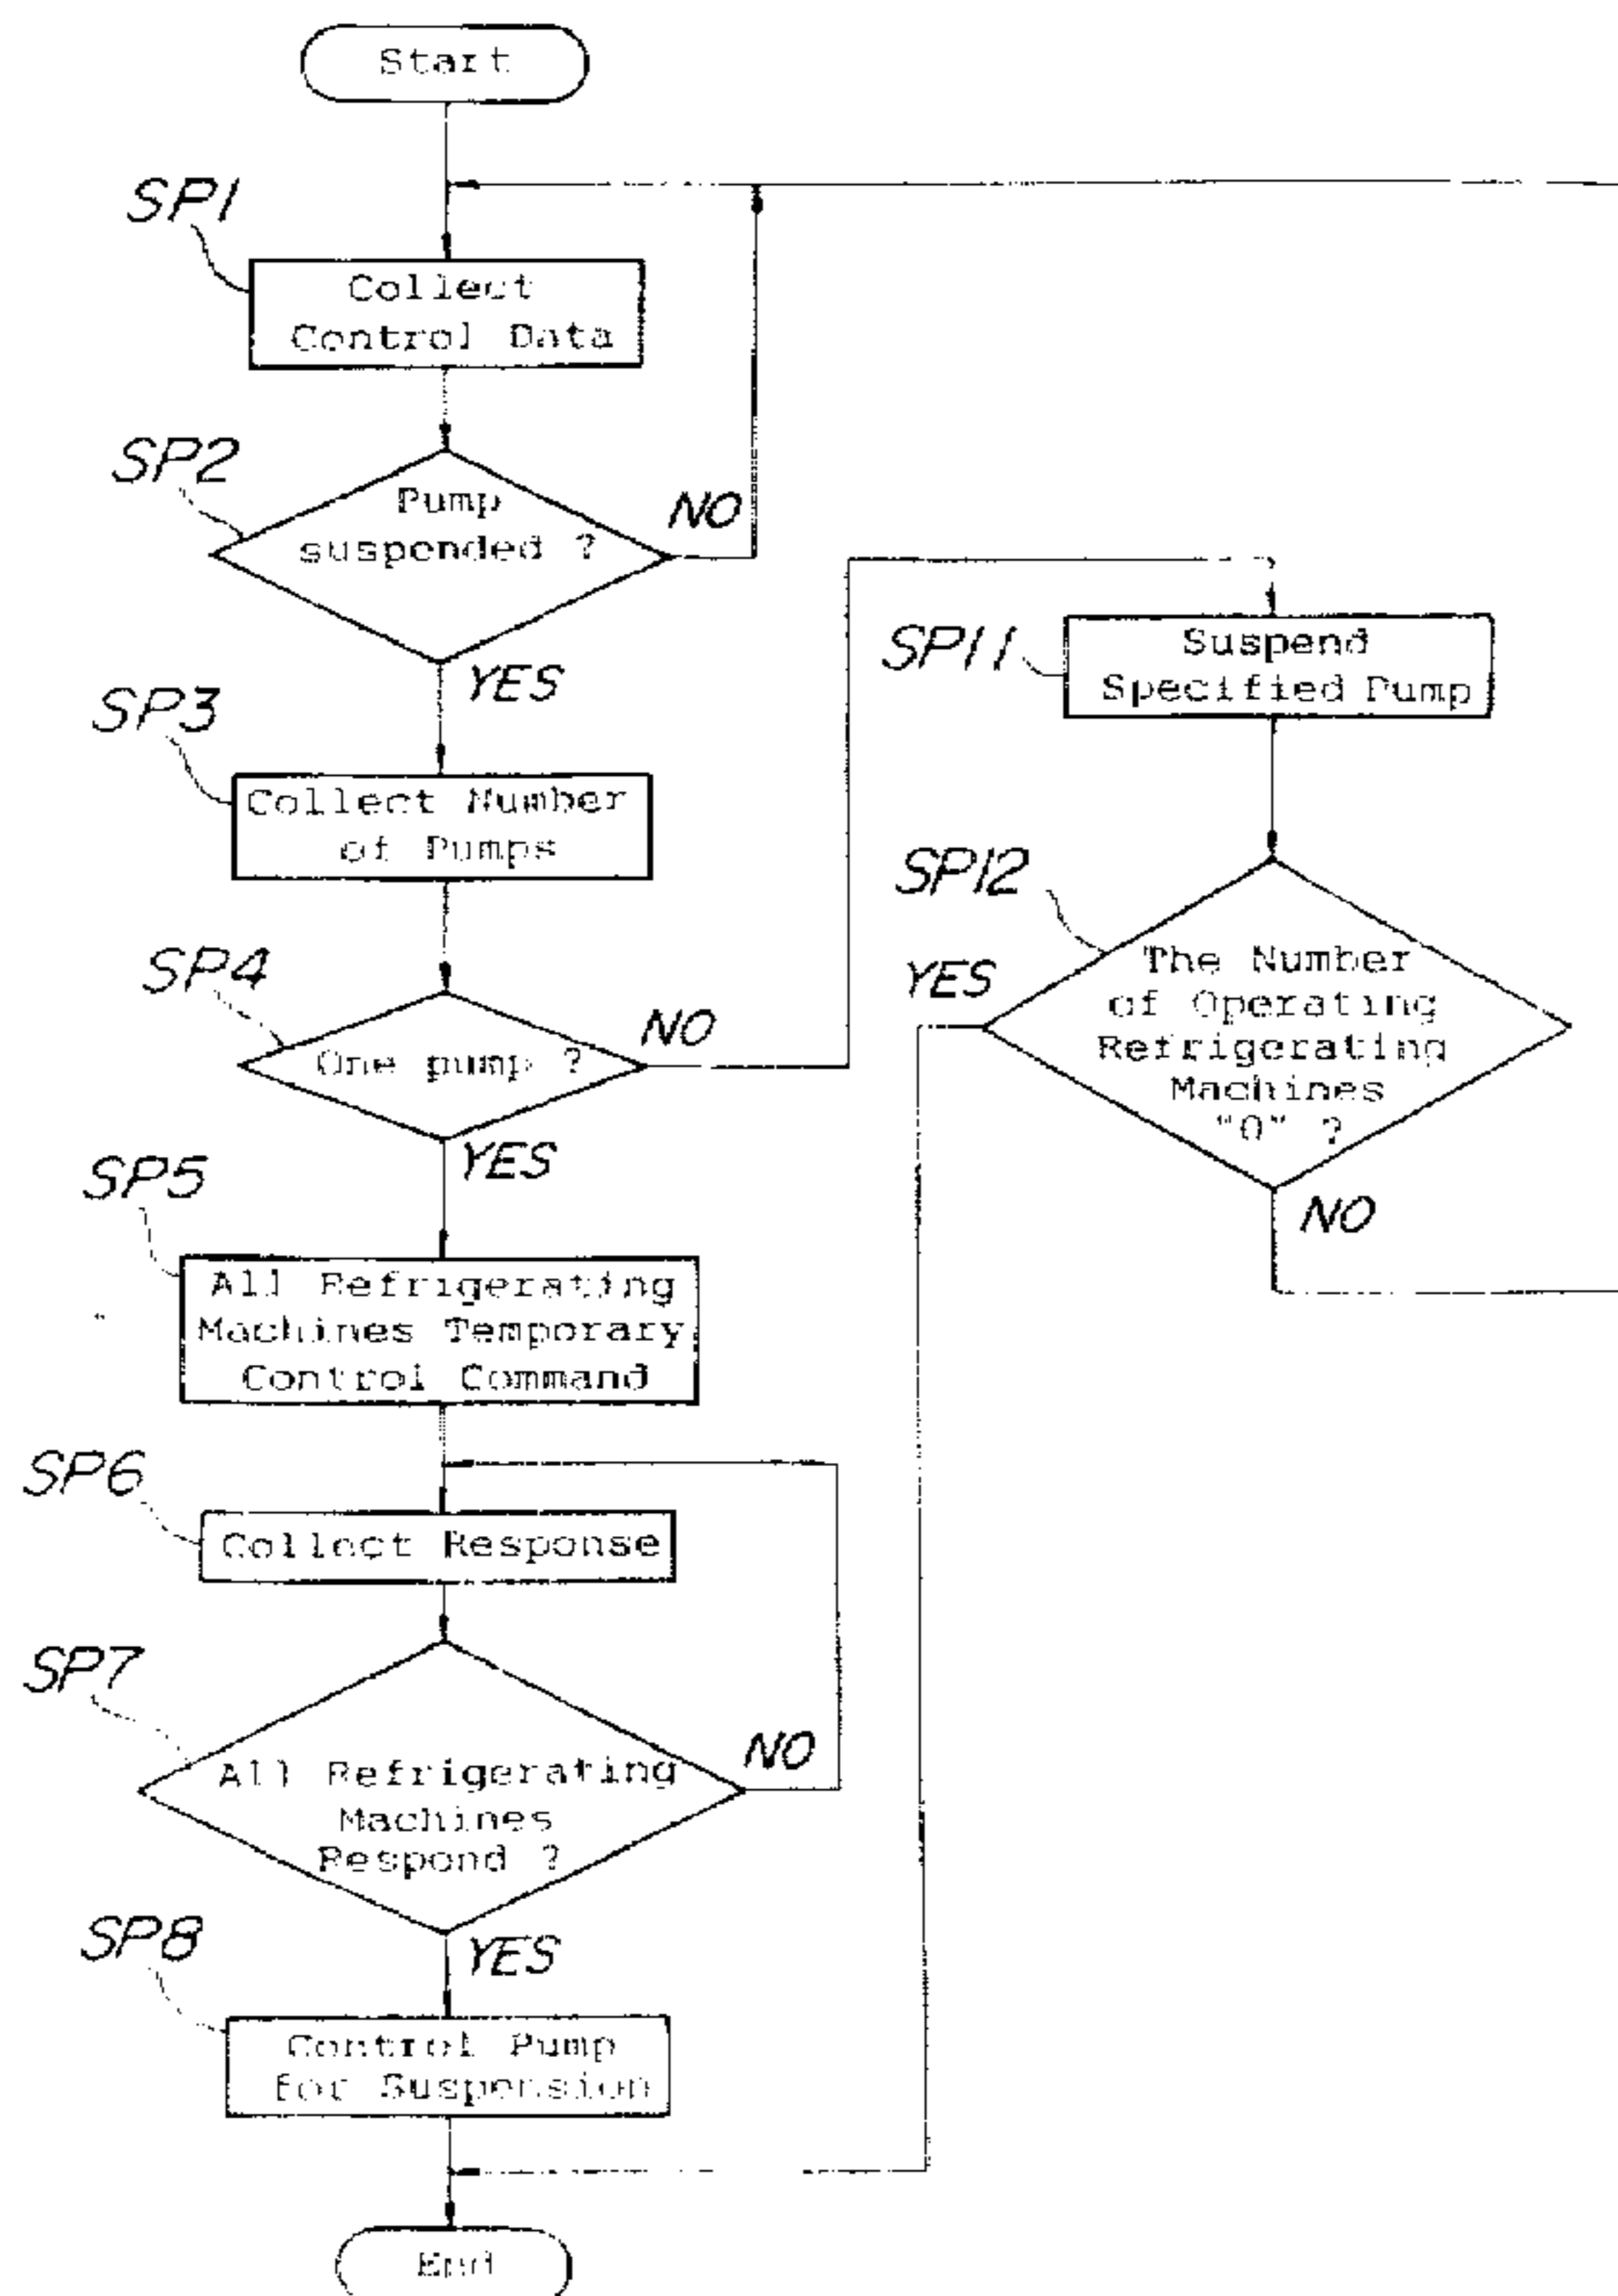 Start
SP1
Collect
Control Data
SP2
Pump
suspended ?
NO
YES
SP3
Collect Number
of Pumps
SP4
One pump ?
NO
YES
SP5
All Refrigerating
Machines Temporary
Control Command
SP6
Collect Response
SP7
All Refrigerating
Machines
Respond ?
NO
YES
SP8
Control Pump
for Suspension
End
SP11
Suspend
Specified Pump
SP12
The Number
of Operating
Refrigerating
Machines
"0" ?
YES
NO